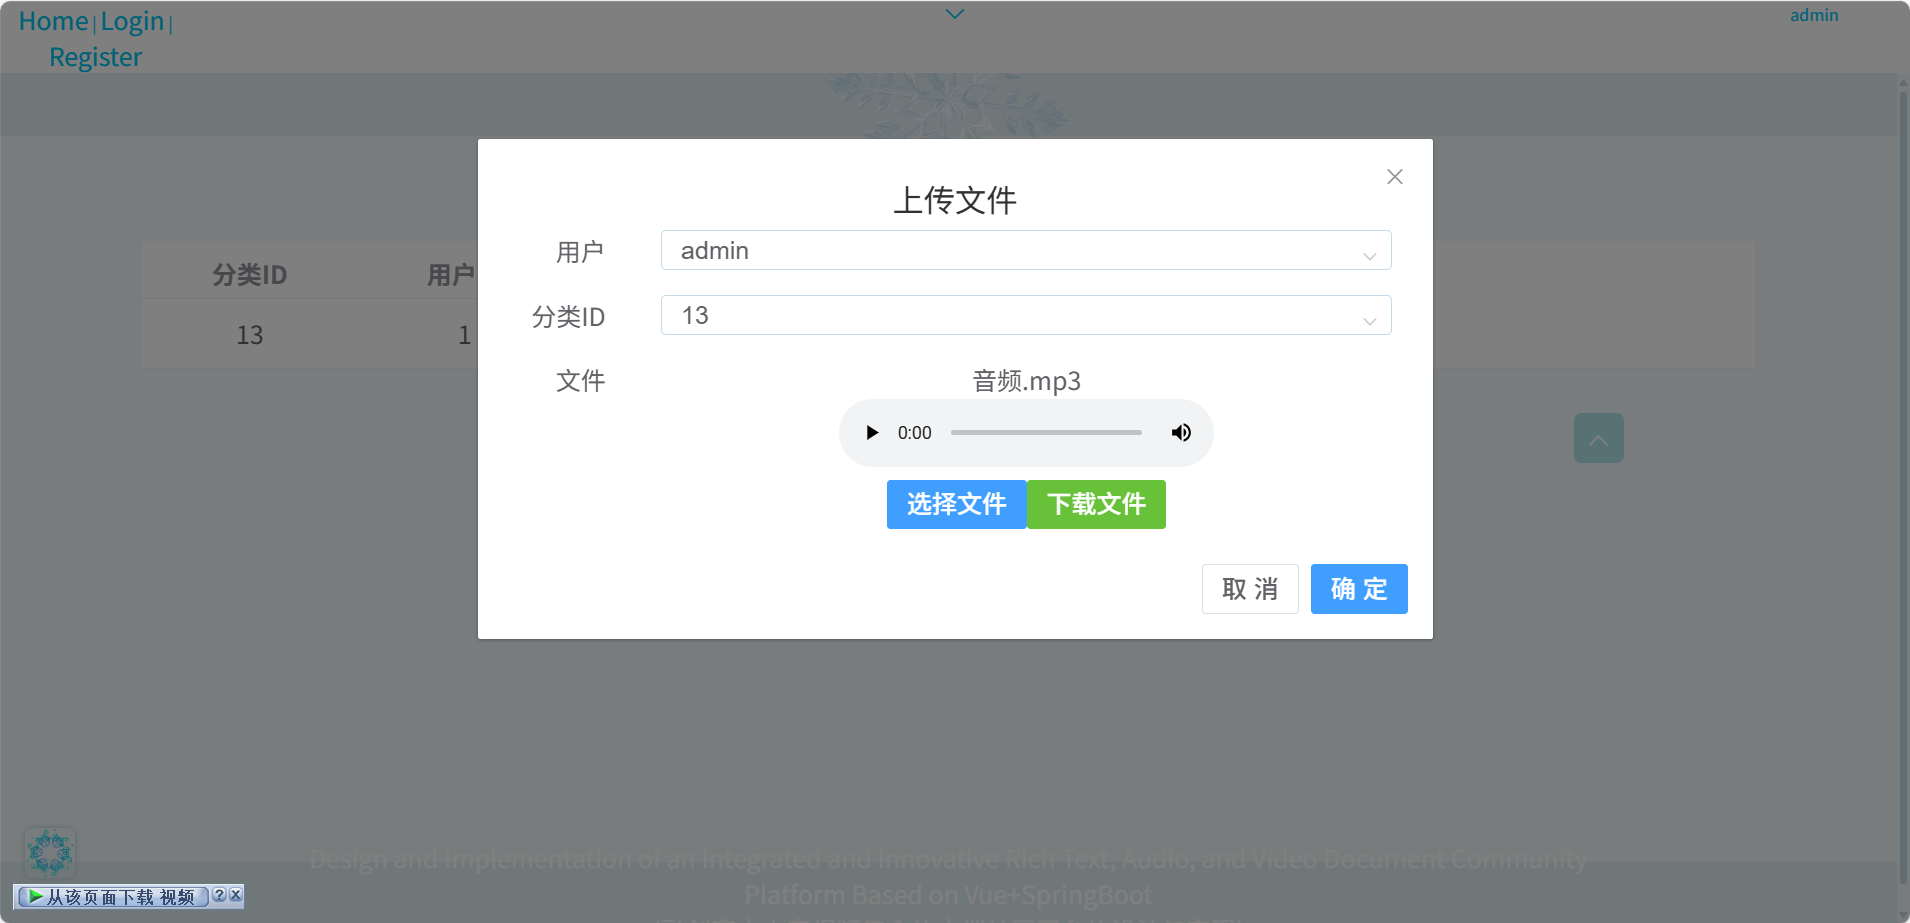 Home | Login |
Register
admin
上传文件
用户 admin
分类ID 用户
分类ID 13
13 1
文件 音频.mp3
0:00
选择文件 下载文件
取 消 确 定
Design and Implementation of an Integrated and Innovative Rich Text, Audio, and Video Document Community
Platform Based on Vue+SpringBoot
从该页面下载 视频 ? X